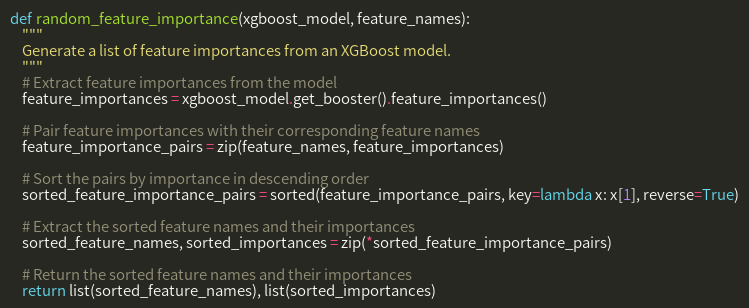 def random_feature_importance(xgboost_model, feature_names):
"""
Generate a list of feature importances from an XGBoost model.
"""
# Extract feature importances from the model
feature_importances = xgboost_model.get_booster().feature_importances()
# Pair feature importances with their corresponding feature names
feature_importance_pairs = zip(feature_names, feature_importances)
# Sort the pairs by importance in descending order
sorted_feature_importance_pairs = sorted(feature_importance_pairs, key=lambda x: x[1], reverse=True)
# Extract the sorted feature names and their importances
sorted_feature_names, sorted_importances = zip(*sorted_feature_importance_pairs)
# Return the sorted feature names and their importances
return list(sorted_feature_names), list(sorted_importances)